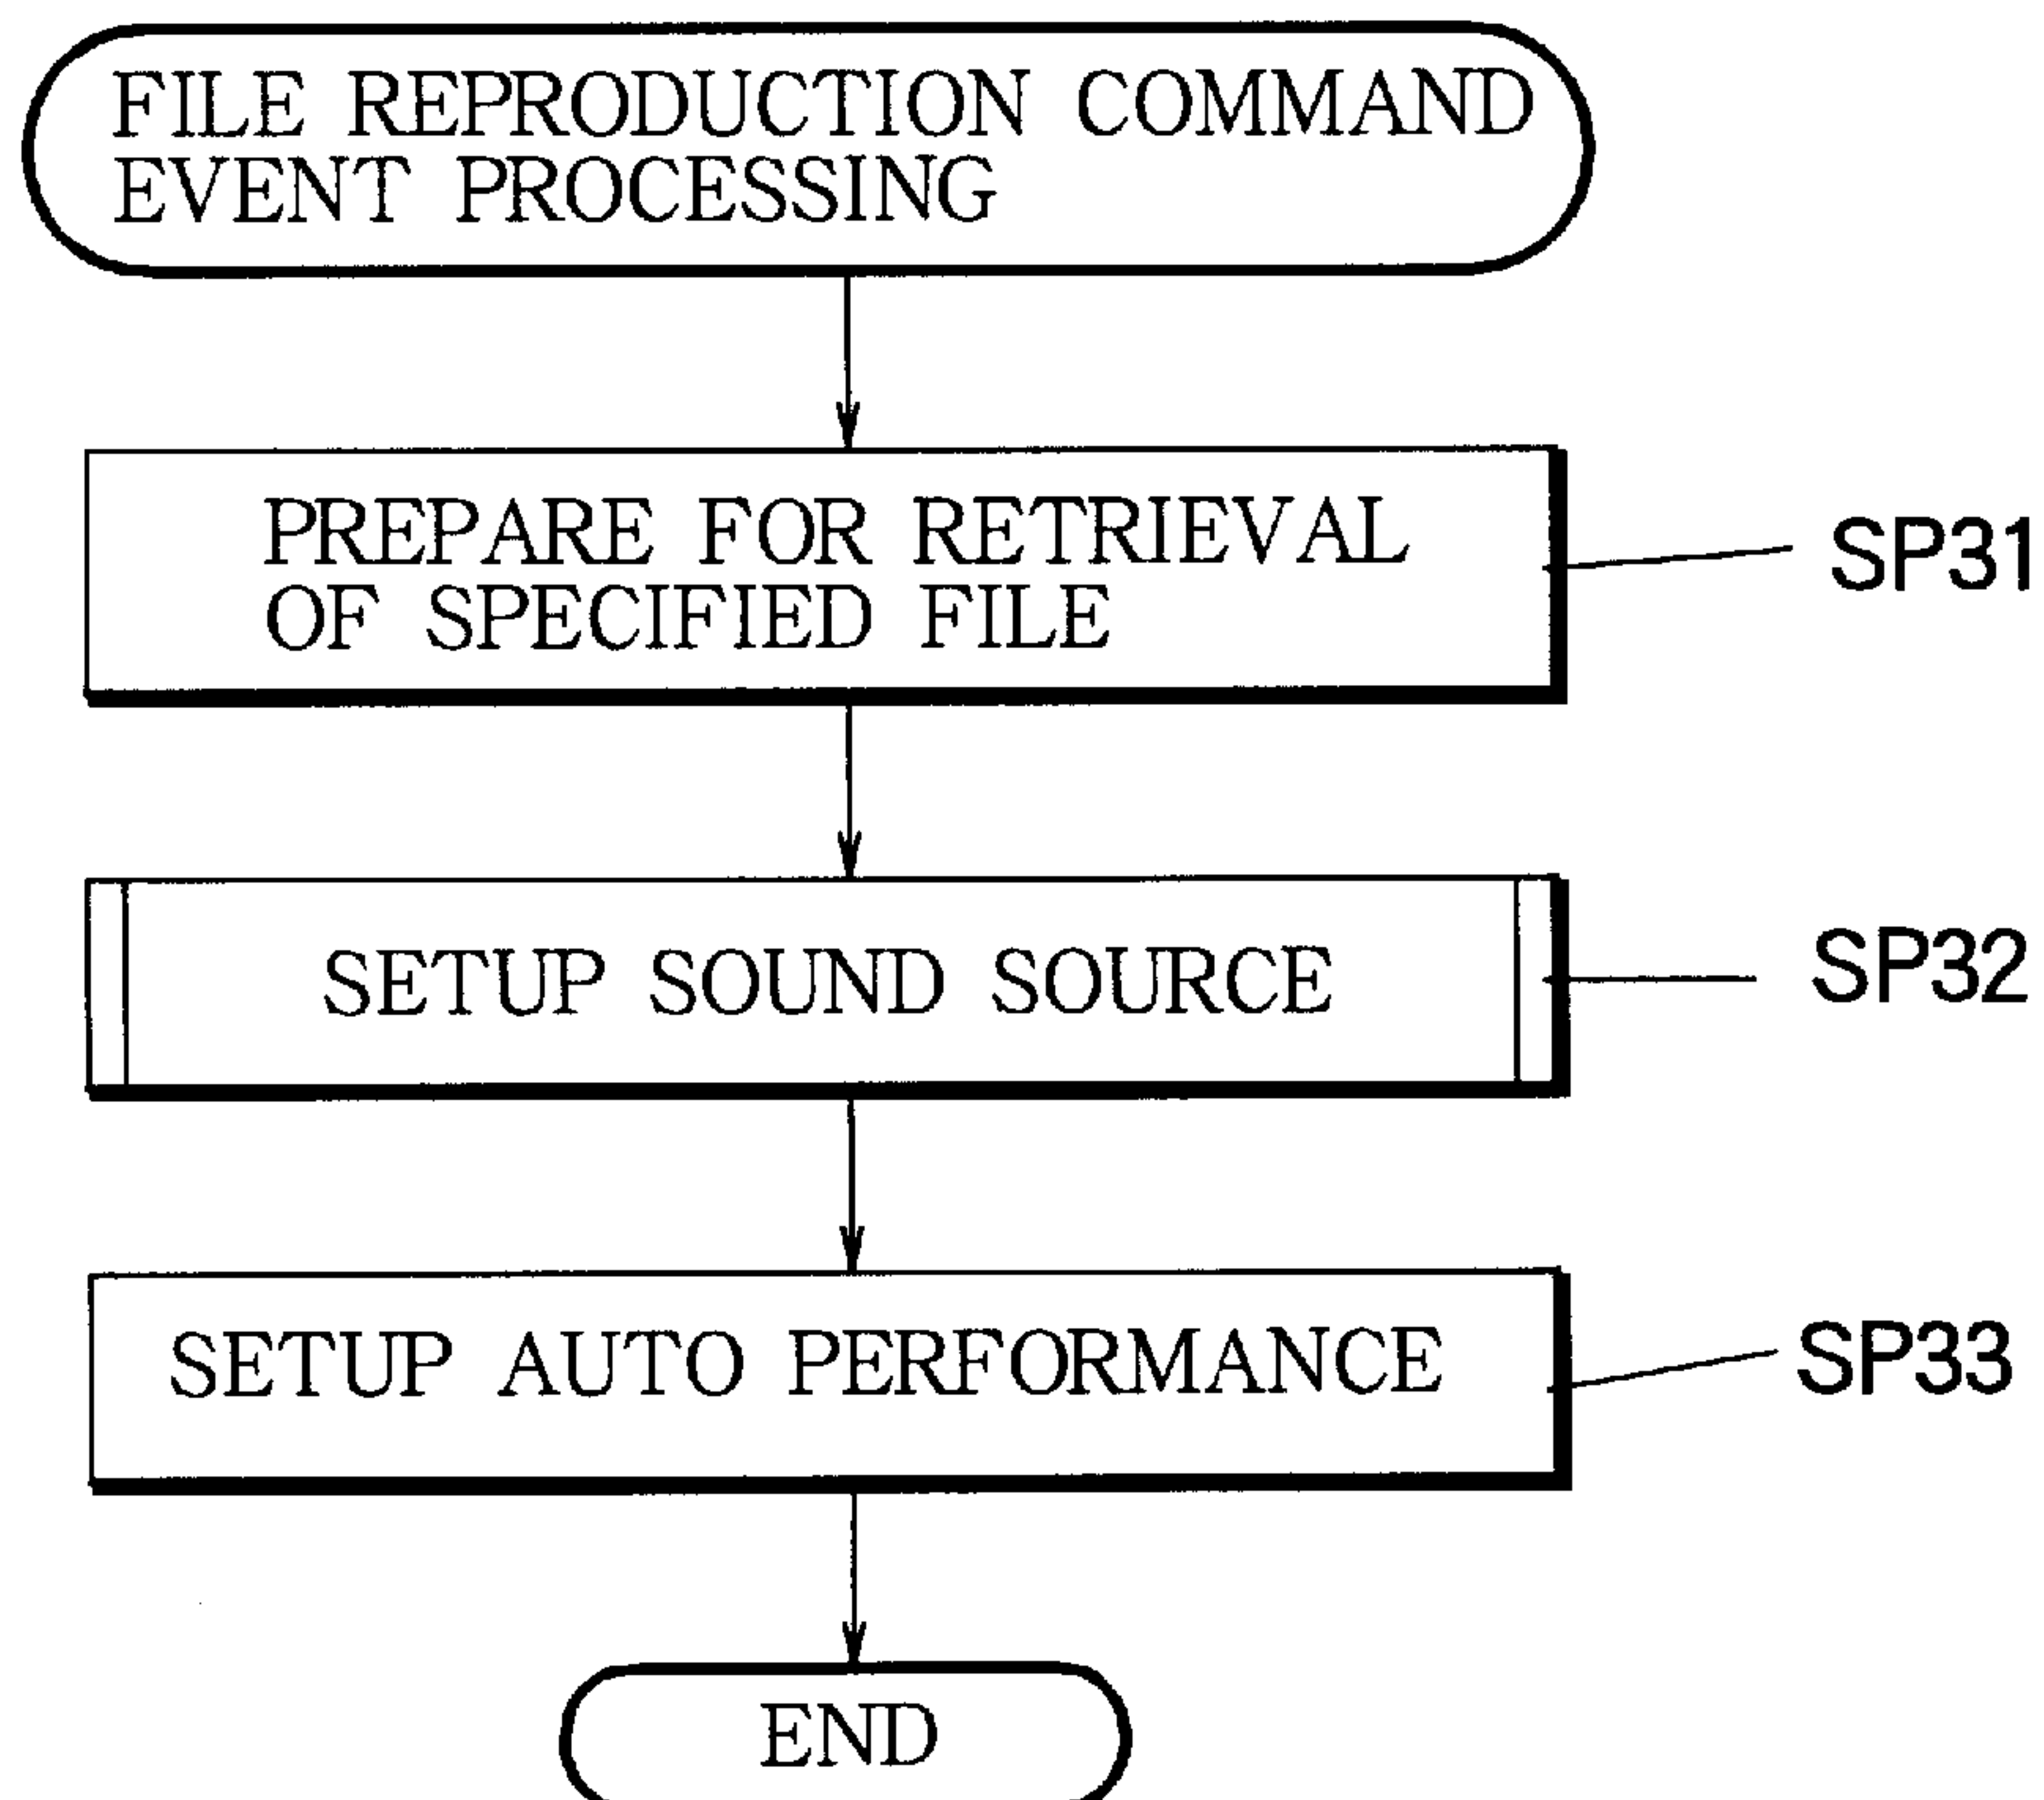 FILE REPRODUCTION COMMAND
EVENT PROCESSING
PREPARE FOR RETRIEVAL
OF SPECIFIED FILE
SP31
SETUP SOUND SOURCE
SP32
SETUP AUTO PERFORMANCE
SP33
END